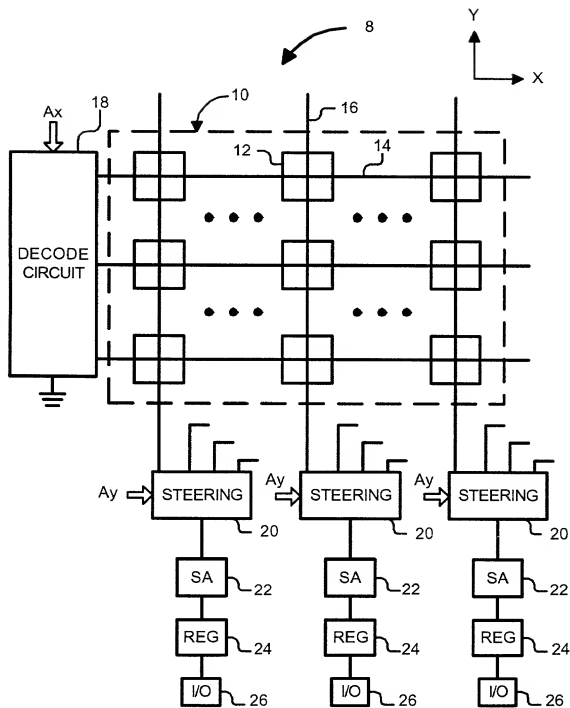 8
Y
X
Ax
18
10
16
12
14
DECODE
CIRCUIT
Ay
STEERING
20
Ay
STEERING
20
Ay
STEERING
20
SA
22
SA
22
SA
22
REG
24
REG
24
REG
24
I/O
26
I/O
26
I/O
26